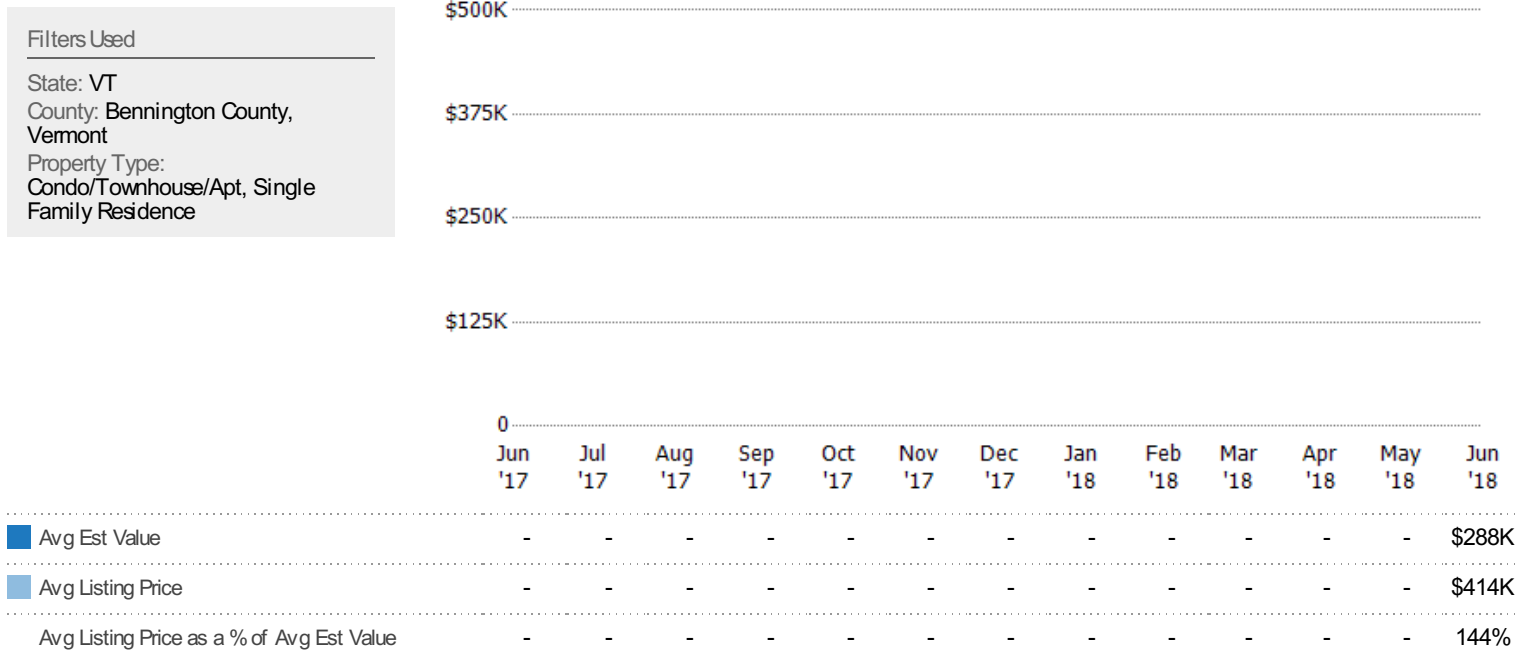 Filters Used
State: VT
County: Bennington County,
Vermont
Property Type:
Condo/Townhouse/Apt, Single
Family Residence
$500K
$375K
$250K
$125K
0
Jun Jul Aug Sep Oct Nov Dec Jan Feb Mar Apr May Jun
'17 '17 '17 '17 '17 '17 '17 '18 '18 '18 '18 '18 '18
Avg Est Value - - - - - - - - - - - - $288K
Avg Listing Price - - - - - - - - - - - - $414K
Avg Listing Price as a % of Avg Est Value - - - - - - - - - - - - 144%